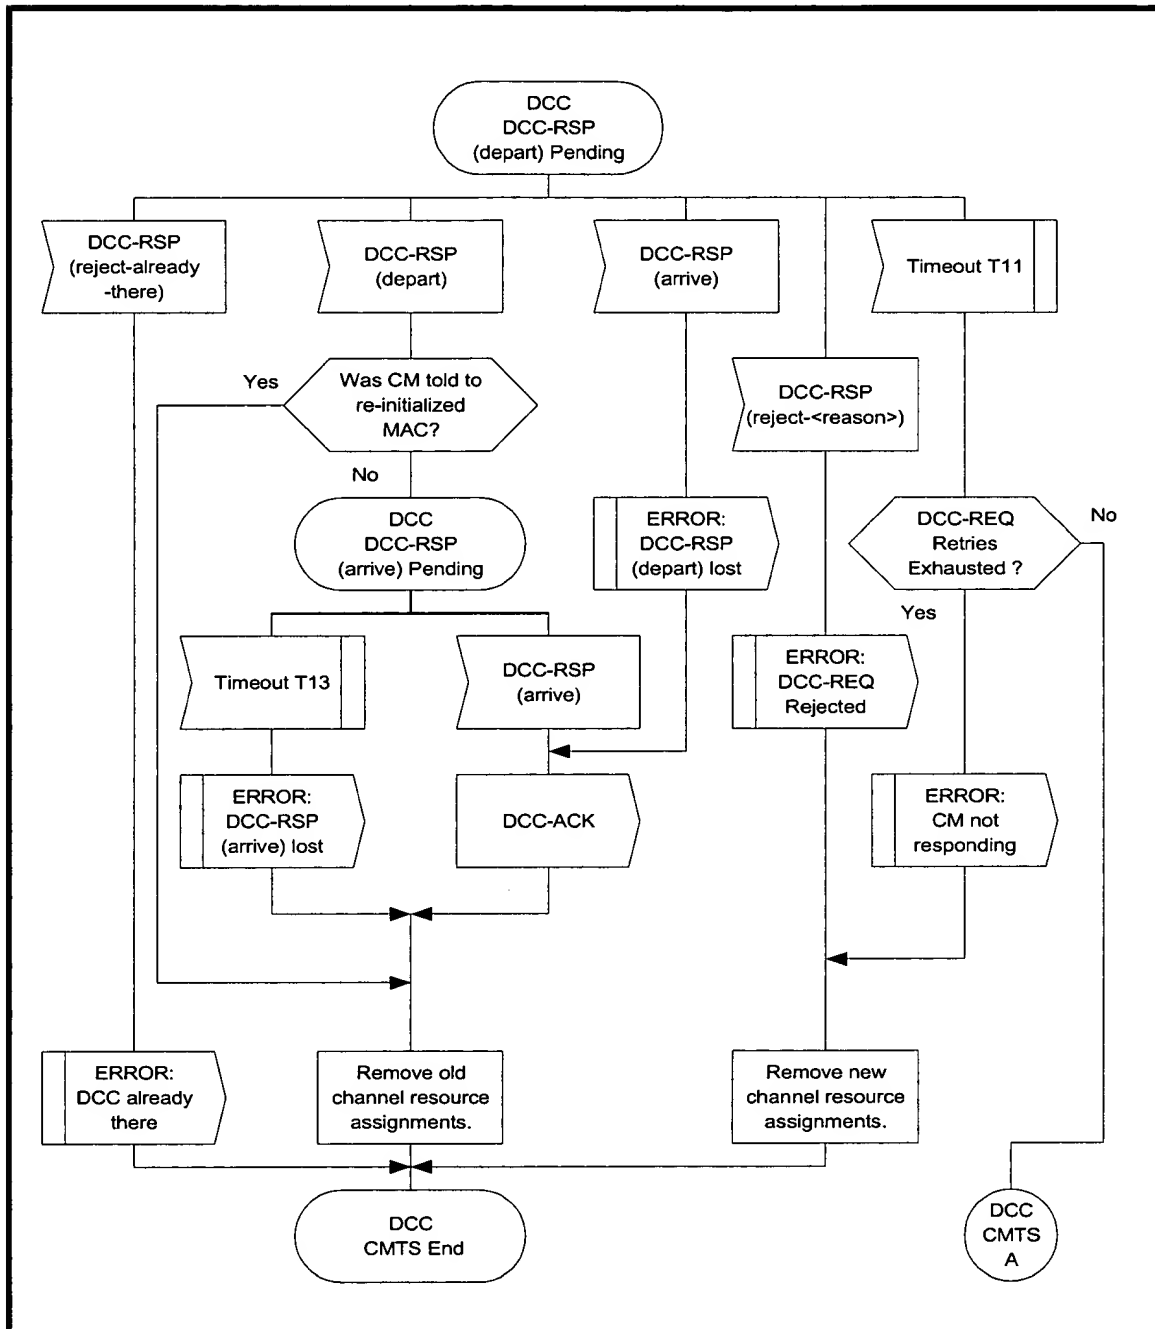 DCC
DCC-RSP
(depart) Pending
DCC-RSP
(reject-already
-there)
DCC-RSP
(depart)
DCC-RSP
(arrive)
Timeout T11
Yes
Was CM told to
re-initialized
MAC?
DCC-RSP
(reject-<reason>)
No
DCC
DCC-RSP
(arrive) Pending
ERROR:
DCC-RSP
(depart) lost
DCC-REQ
Retries
Exhausted ?
No
Yes
Timeout T13
DCC-RSP
(arrive)
ERROR:
DCC-REQ
Rejected
ERROR:
DCC-RSP
(arrive) lost
DCC-ACK
ERROR:
CM not
responding
ERROR:
DCC already
there
Remove old
channel resource
assignments.
Remove new
channel resource
assignments.
DCC
CMTS End
DCC
CMTS
A